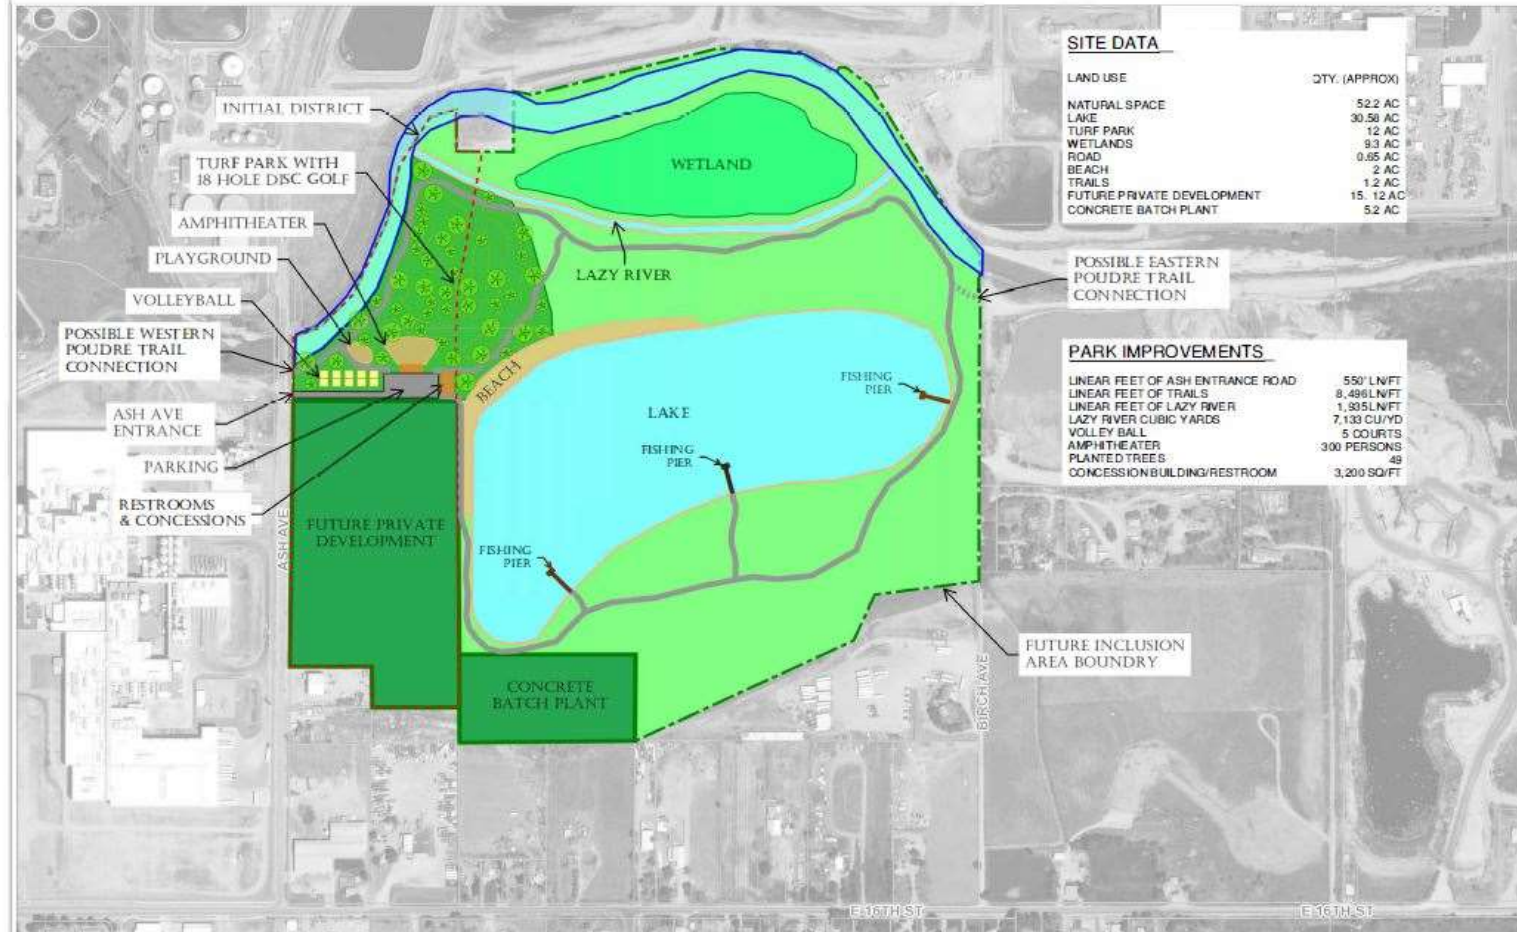 SITE DATA
LAND USE QTY. (APPROX)
NATURAL SPACE 52.2 AC
LAKE 30.58 AC
TURF PARK 12 AC
WETLANDS 9.3 AC
ROAD 0.65 AC
BEACH 2 AC
TRAILS 1.2 AC
FUTURE PRIVATE DEVELOPMENT 15. 12 AC
CONCRETE BATCH PLANT 5.2 AC
INITIAL DISTRICT
TURF PARK WITH
18 HOLE DISC GOLF
AMPHITHEATER
PLAYGROUND
VOLLEYBALL
POSSIBLE WESTERN
POUDRE TRAIL
CONNECTION
ASH AVE
ENTRANCE
PARKING
RESTROOMS
& CONCESSIONS
WETLAND
LAZY RIVER
POSSIBLE EASTERN
POUDRE TRAIL
CONNECTION
PARK IMPROVEMENTS
LINEAR FEET OF ASH ENTRANCE ROAD 550' LN/FT
LINEAR FEET OF TRAILS 8,496 LN/FT
LINEAR FEET OF LAZY RIVER 1,935 LN/FT
LAZY RIVER CUBIC YARDS 7,133 CU/YD
VOLLEY BALL 5 COURTS
AMPHITHEATER 300 PERSONS
PLANTED TREES 49
CONCESSION BUILDING/RESTROOM 3,200 SQ/FT
BEACH
LAKE
FISHING
PIER
FISHING
PIER
FISHING
PIER
FUTURE PRIVATE
DEVELOPMENT
ASH AVE
CONCRETE
BATCH PLANT
FUTURE INCLUSION
AREA BOUNDRY
BIRCH AVE
E 16TH ST
E 16TH ST